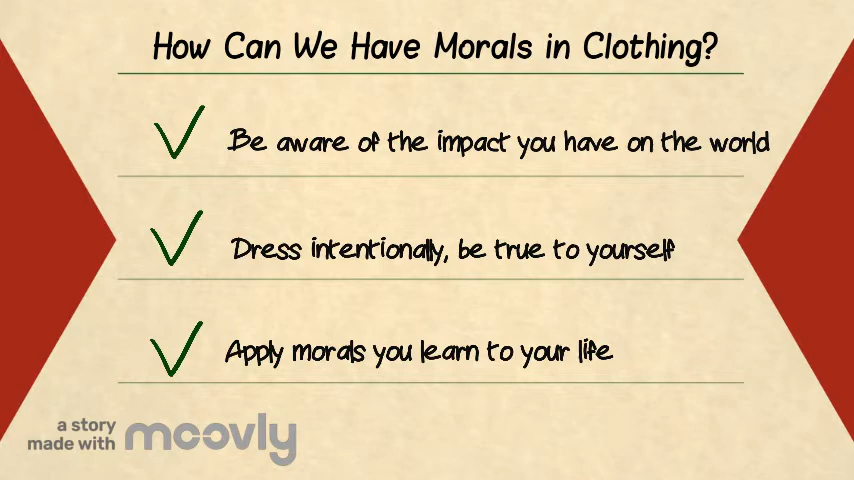 How Can We Have Morals in Clothing?
Be aware of the impact you have on the world
Dress intentionally, be true to yourself
Apply morals you learn to your life
a story
made with moovly